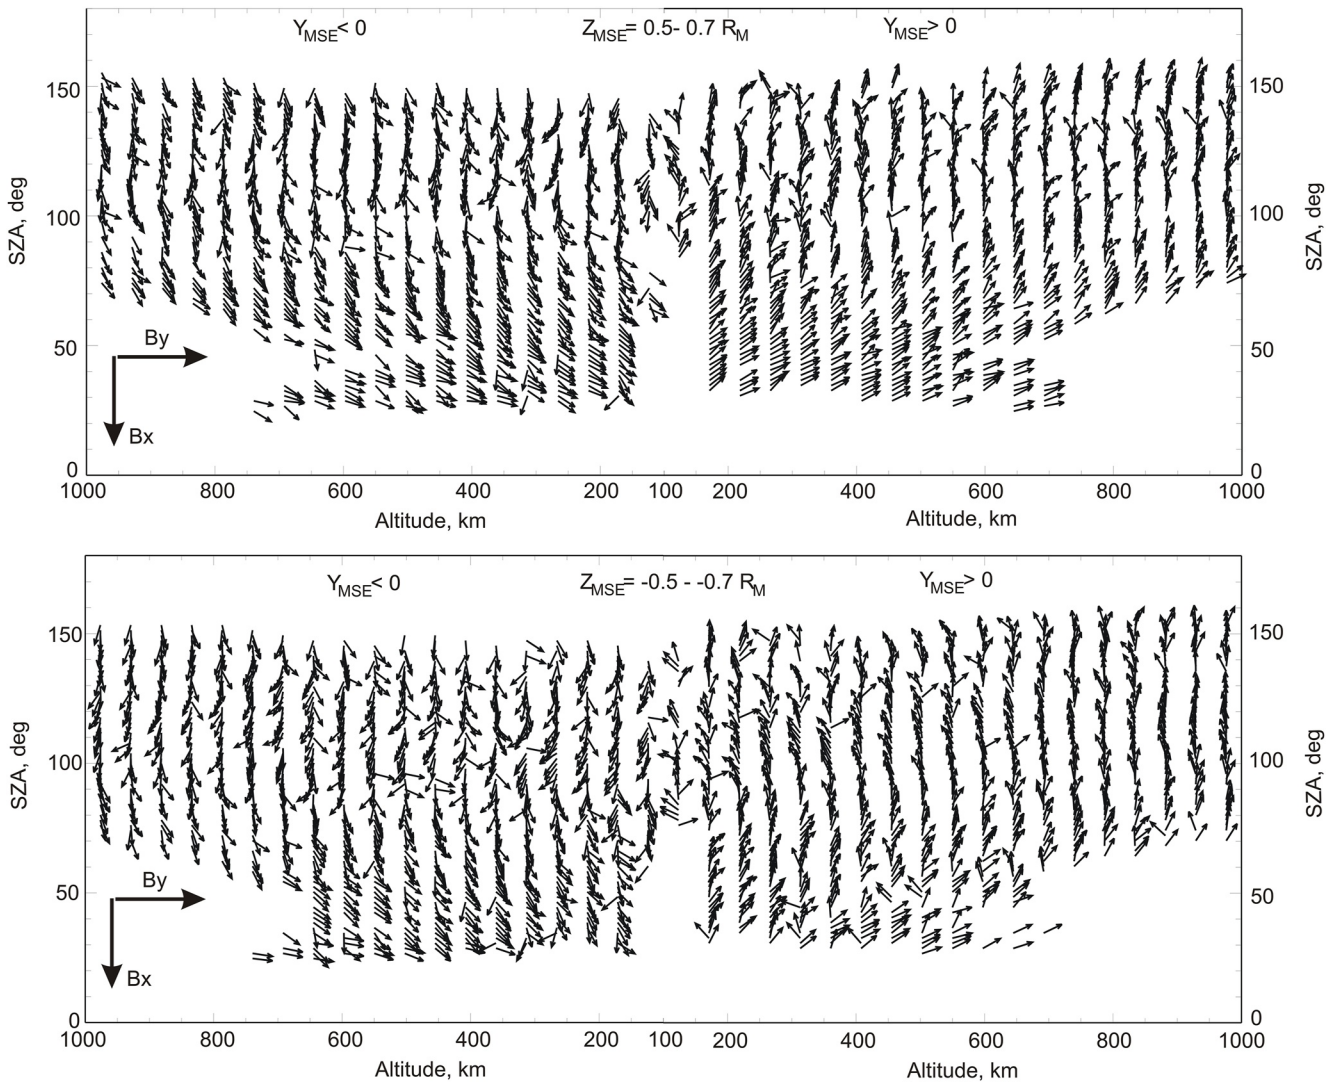 Y_MSE < 0 Z_MSE = 0.5- 0.7 R_M Y_MSE > 0
150 150
100 100
50 50
0 0
SZA, deg
SZA, deg
By
Bx
1000 800 600 400 200 100 200 400 600 800 1000
Altitude, km Altitude, km
Y_MSE < 0 Z_MSE = -0.5 - -0.7 R_M Y_MSE > 0
150 150
100 100
50 50
0 0
SZA, deg
SZA, deg
By
Bx
1000 800 600 400 200 100 200 400 600 800 1000
Altitude, km Altitude, km